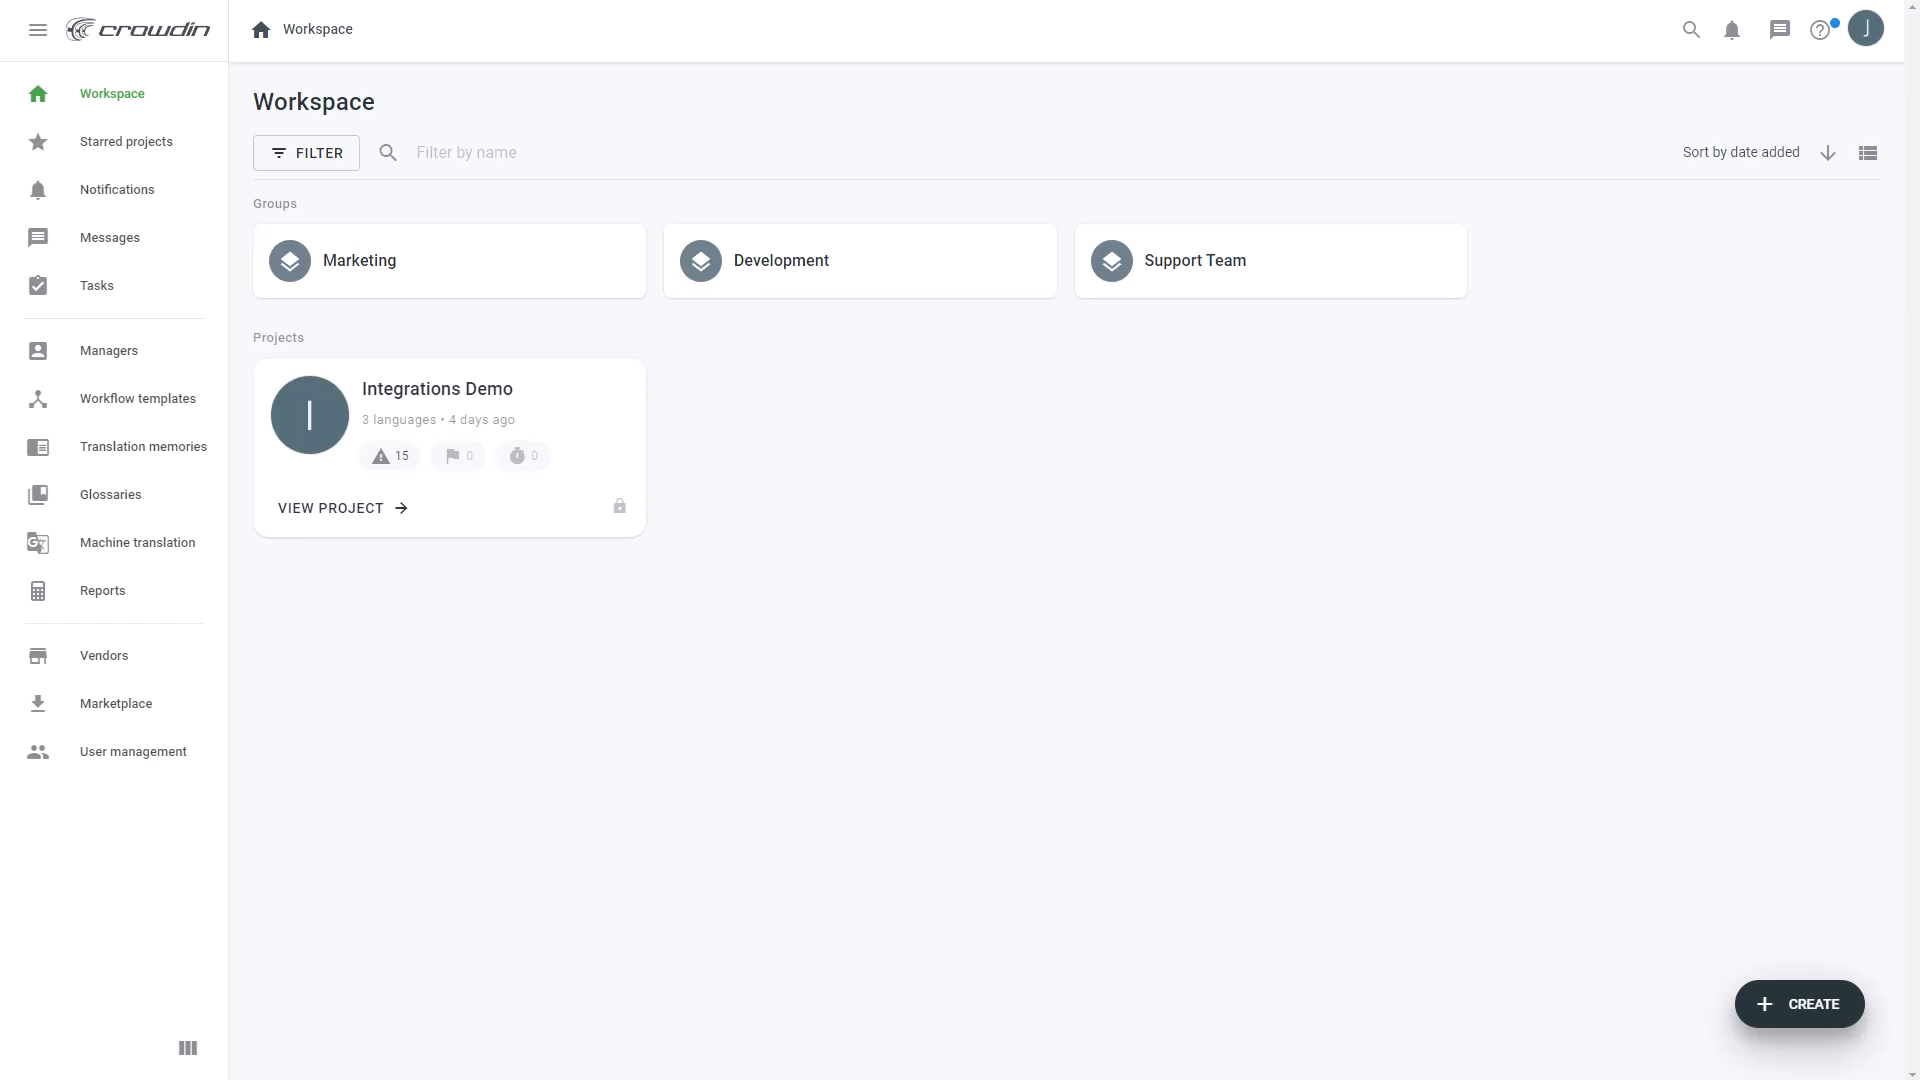 crowdin
Workspace
J
Workspace
Starred projects
Notifications
Messages
Tasks
Managers
Workflow templates
Translation memories
Glossaries
Machine translation
Reports
Vendors
Marketplace
User management
Workspace
FILTER
Filter by name
Sort by date added
Groups
Marketing
Development
Support Team
Projects
I
Integrations Demo
3 languages • 4 days ago
15 0 0
VIEW PROJECT
CREATE